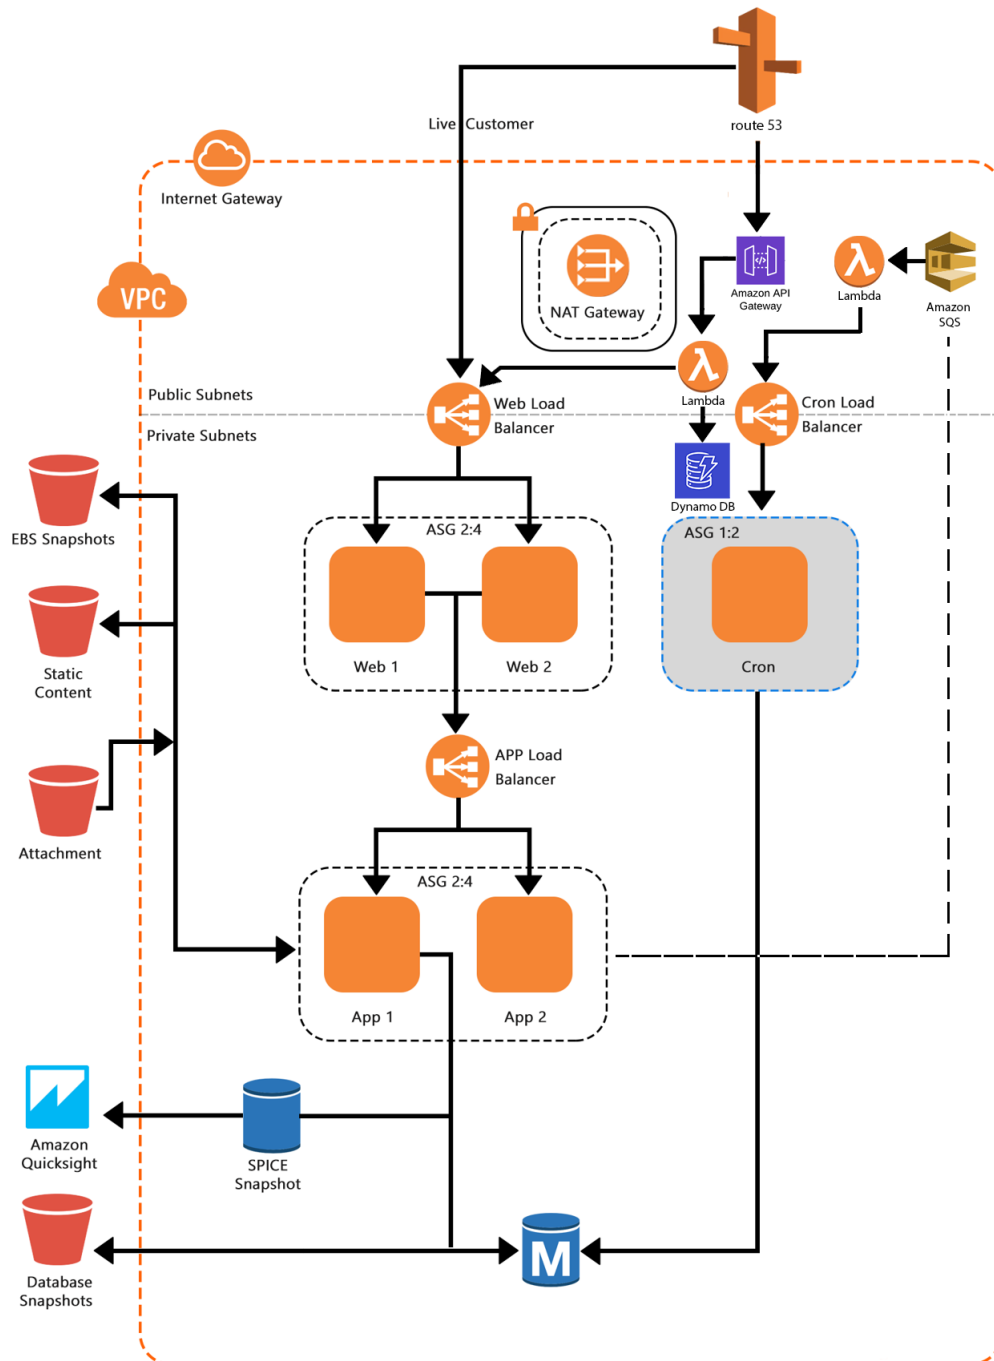 route 53
Live Customer
Internet Gateway
NAT Gateway
Amazon API
Gateway
Lambda
Amazon
SQS
VPC
Lambda
Public Subnets
Private Subnets
Web Load
Balancer
Cron Load
Balancer
Dynamo DB
EBS Snapshots
ASG 2:4
ASG 1:2
Web 1
Web 2
Cron
Static
Content
APP Load
Balancer
Attachment
ASG 2:4
App 1
App 2
Amazon
Quicksight
SPICE
Snapshot
Database
Snapshots
M